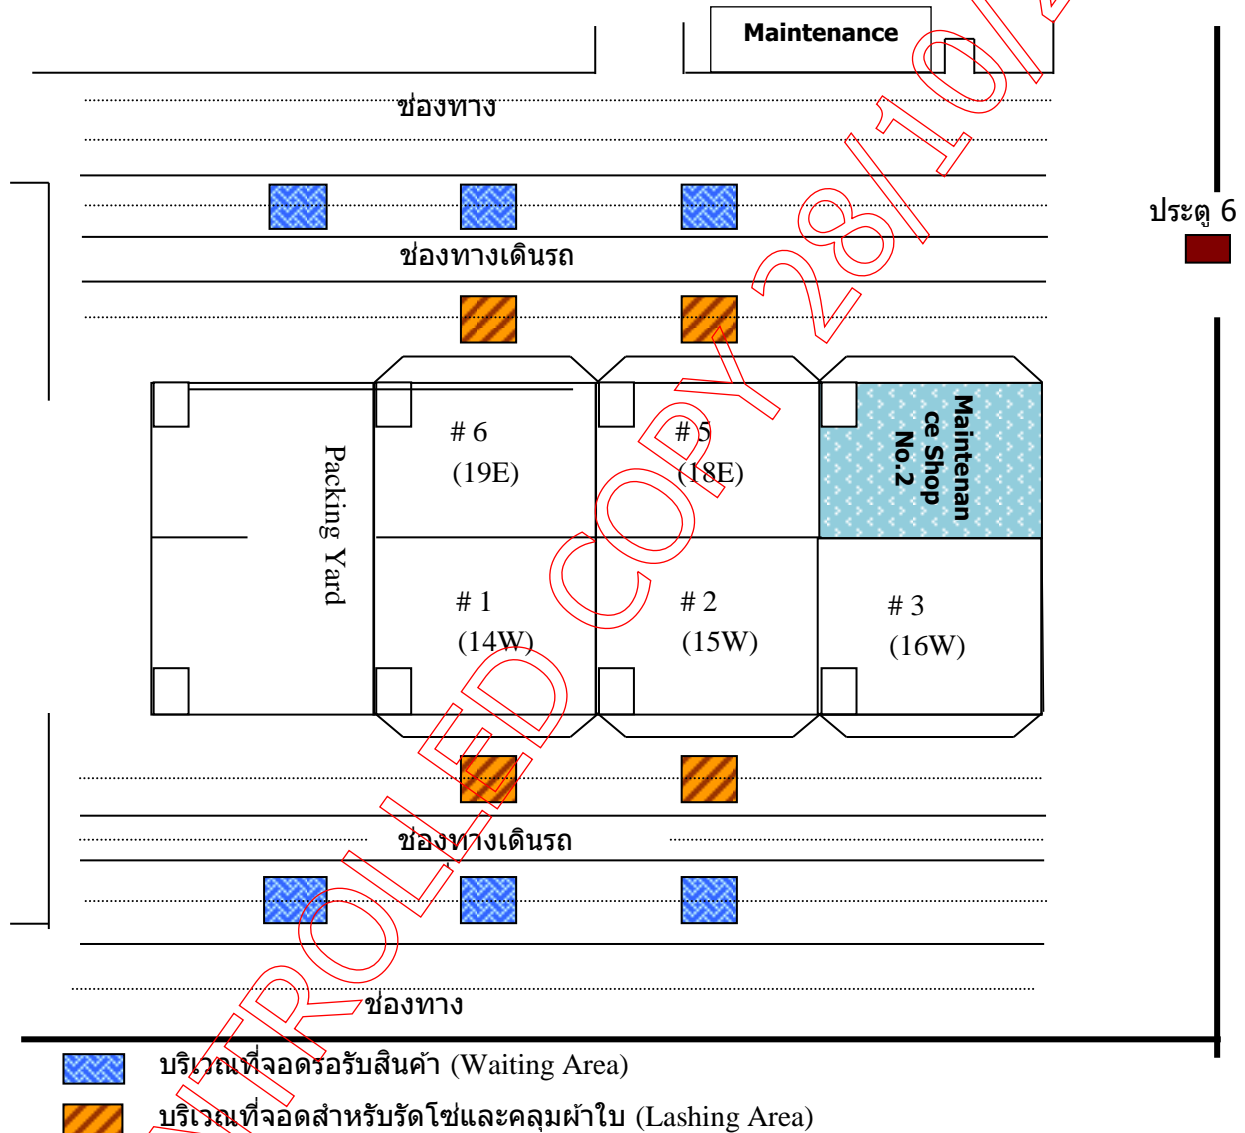 Maintenance
ช่องทาง
ประตู 6
ช่องทางเดินรถ
# 6
(19E)
# 5
(18E)
Maintenan
ce Shop
No.2
Packing Yard
# 1
(14W)
# 2
(15W)
# 3
(16W)
ช่องทางเดินรถ
ช่องทาง
บริเวณที่จอดรอรับสินค้า (Waiting Area)
บริเวณที่จอดสำหรับรัดโซ่และคลุมผ้าใบ (Lashing Area)
NTROLLED COPY 28/10/